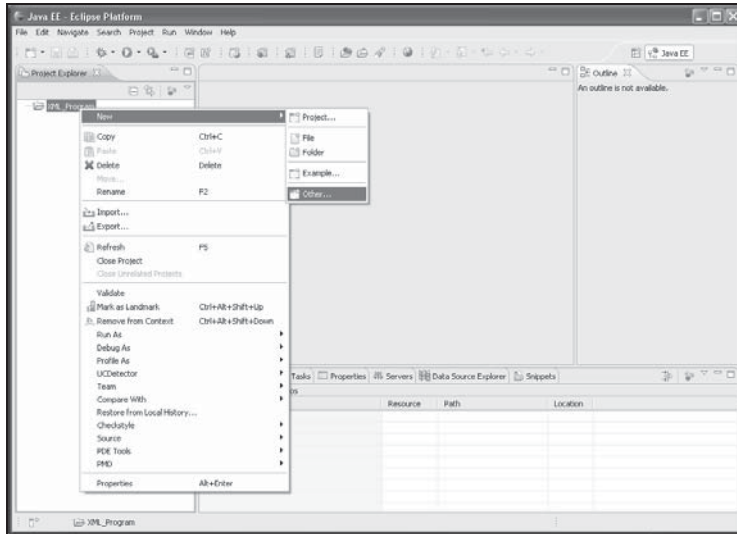 Java EE - Eclipse Platform
File Edit Navigate Search Project Run Window Help
Java EE
Project Explorer
Outline
An outline is not available.
XML_Program
New
Project...
Copy Ctrl+C
File
Paste Ctrl+V
Folder
Delete Delete
Move...
Example...
Rename F2
Other...
Import...
Export...
Refresh F5
Close Project
Close Unrelated Projects
Validate
Mark as Landmark Ctrl+Alt+Shift+Up
Remove from Context Ctrl+Alt+Shift+Down
Run As
Debug As
Profile As
UCDetector
Tasks Properties Servers Data Source Explorer Snippets
Team
Compare With
Resource Path Location
Restore from Local History...
Checkstyle
Source
PDE Tools
PMD
Properties Alt+Enter
XML_Program